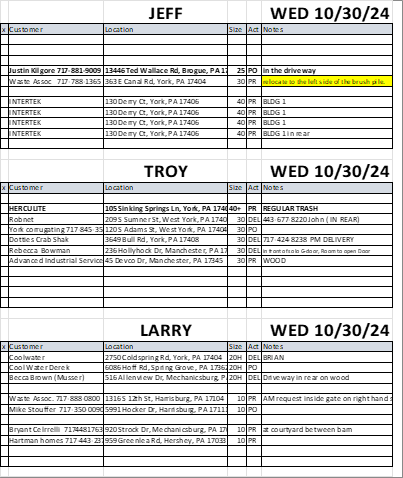 JEFF WED 10/30/24
x Customer Location Size Act Notes
Justin Kilgore 717-881-9009 13446 Ted Wallace Rd, Brogue, PA 17 25 PO in the driveway
Waste Assoc 717-788-1365 363 E Canal Rd, York, PA 17404 30 PR relocate to the left side of the brush pile.
INTERTEK 130 Derry Ct, York, PA 17406 40 PR BLDG 1
INTERTEK 130 Derry Ct, York, PA 17406 40 PR BLDG 1
INTERTEK 130 Derry Ct, York, PA 17406 40 PR BLDG 1
INTERTEK 130 Derry Ct, York, PA 17406 40 PR BLDG 1 in rear
TROY WED 10/30/24
x Customer Location Size Act Notes
HERCULITE 105 Sinking Springs Ln, York, PA 1740 40+ PR REGULAR TRASH
Robnet 209 S Sumner St, West York, PA 1740 30 DEL 443-677-8220 John ( IN REAR)
York corrugating 717-845-35 120 S Adams St, West York, PA 1740 30 PO
Dotties Crab Shak 3649 Bull Rd, York, PA 17408 30 DEL 717-424-8238 PM DELIVERY
Rebecca Bowman 236 Hollyhock Dr, Manchester, PA 17 30 DEL in front of solo G-door, Room to open Door
Advanced Industrial Service 45 Devco Dr, Manchester, PA 17345 30 PR WOOD
LARRY WED 10/30/24
x Customer Location Size Act Notes
Coolwater 2750 Coldspring Rd, York, PA 17404 20H DEL BRIAN
Cool Water Derek 6086 Hoff Rd, Spring Grove, PA 17362 20H PO
Becca Brown (Musser) 516 Allenview Dr, Mechanicsburg, P 20H DEL Driveway in rear on wood
Waste Assoc. 717-888-0800 1316 S 12th St, Harrisburg, PA 17104 10 PR AM request inside gate on right hand s
Mike Stouffer 717-350-0090 5991 Hocker Dr, Harrisburg, PA 17111 10 PO
Bryant Celirrelli 7174481763 920 Strock Dr, Mechanicsburg, PA 17 10 PR at courtyard between barn
Hartman homes 717-443-237 959 Greenlea Rd, Hershey, PA 17033 10 PR